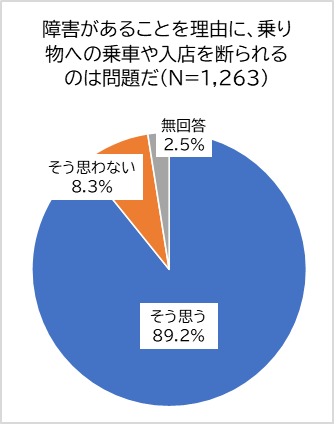 障害があることを理由に、乗り
物への乗車や入店を断られる
のは問題だ(N=1,263)
無回答
2.5%
そう思わない
8.3%
そう思う
89.2%